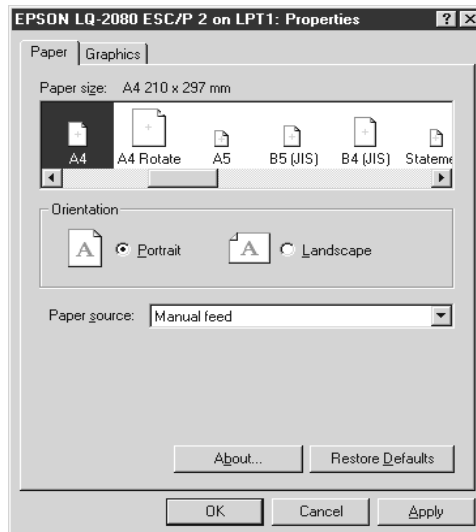 EPSON LQ-2080 ESC/P 2 on LPT1: Properties ? ×
Paper Graphics
Paper size: A4 210 x 297 mm
A4 A4 Rotate A5 B5 (JIS) B4 (JIS) Stateme
Orientation
A Portrait A Landscape
Paper source: Manual feed
About... Restore Defaults
OK Cancel Apply